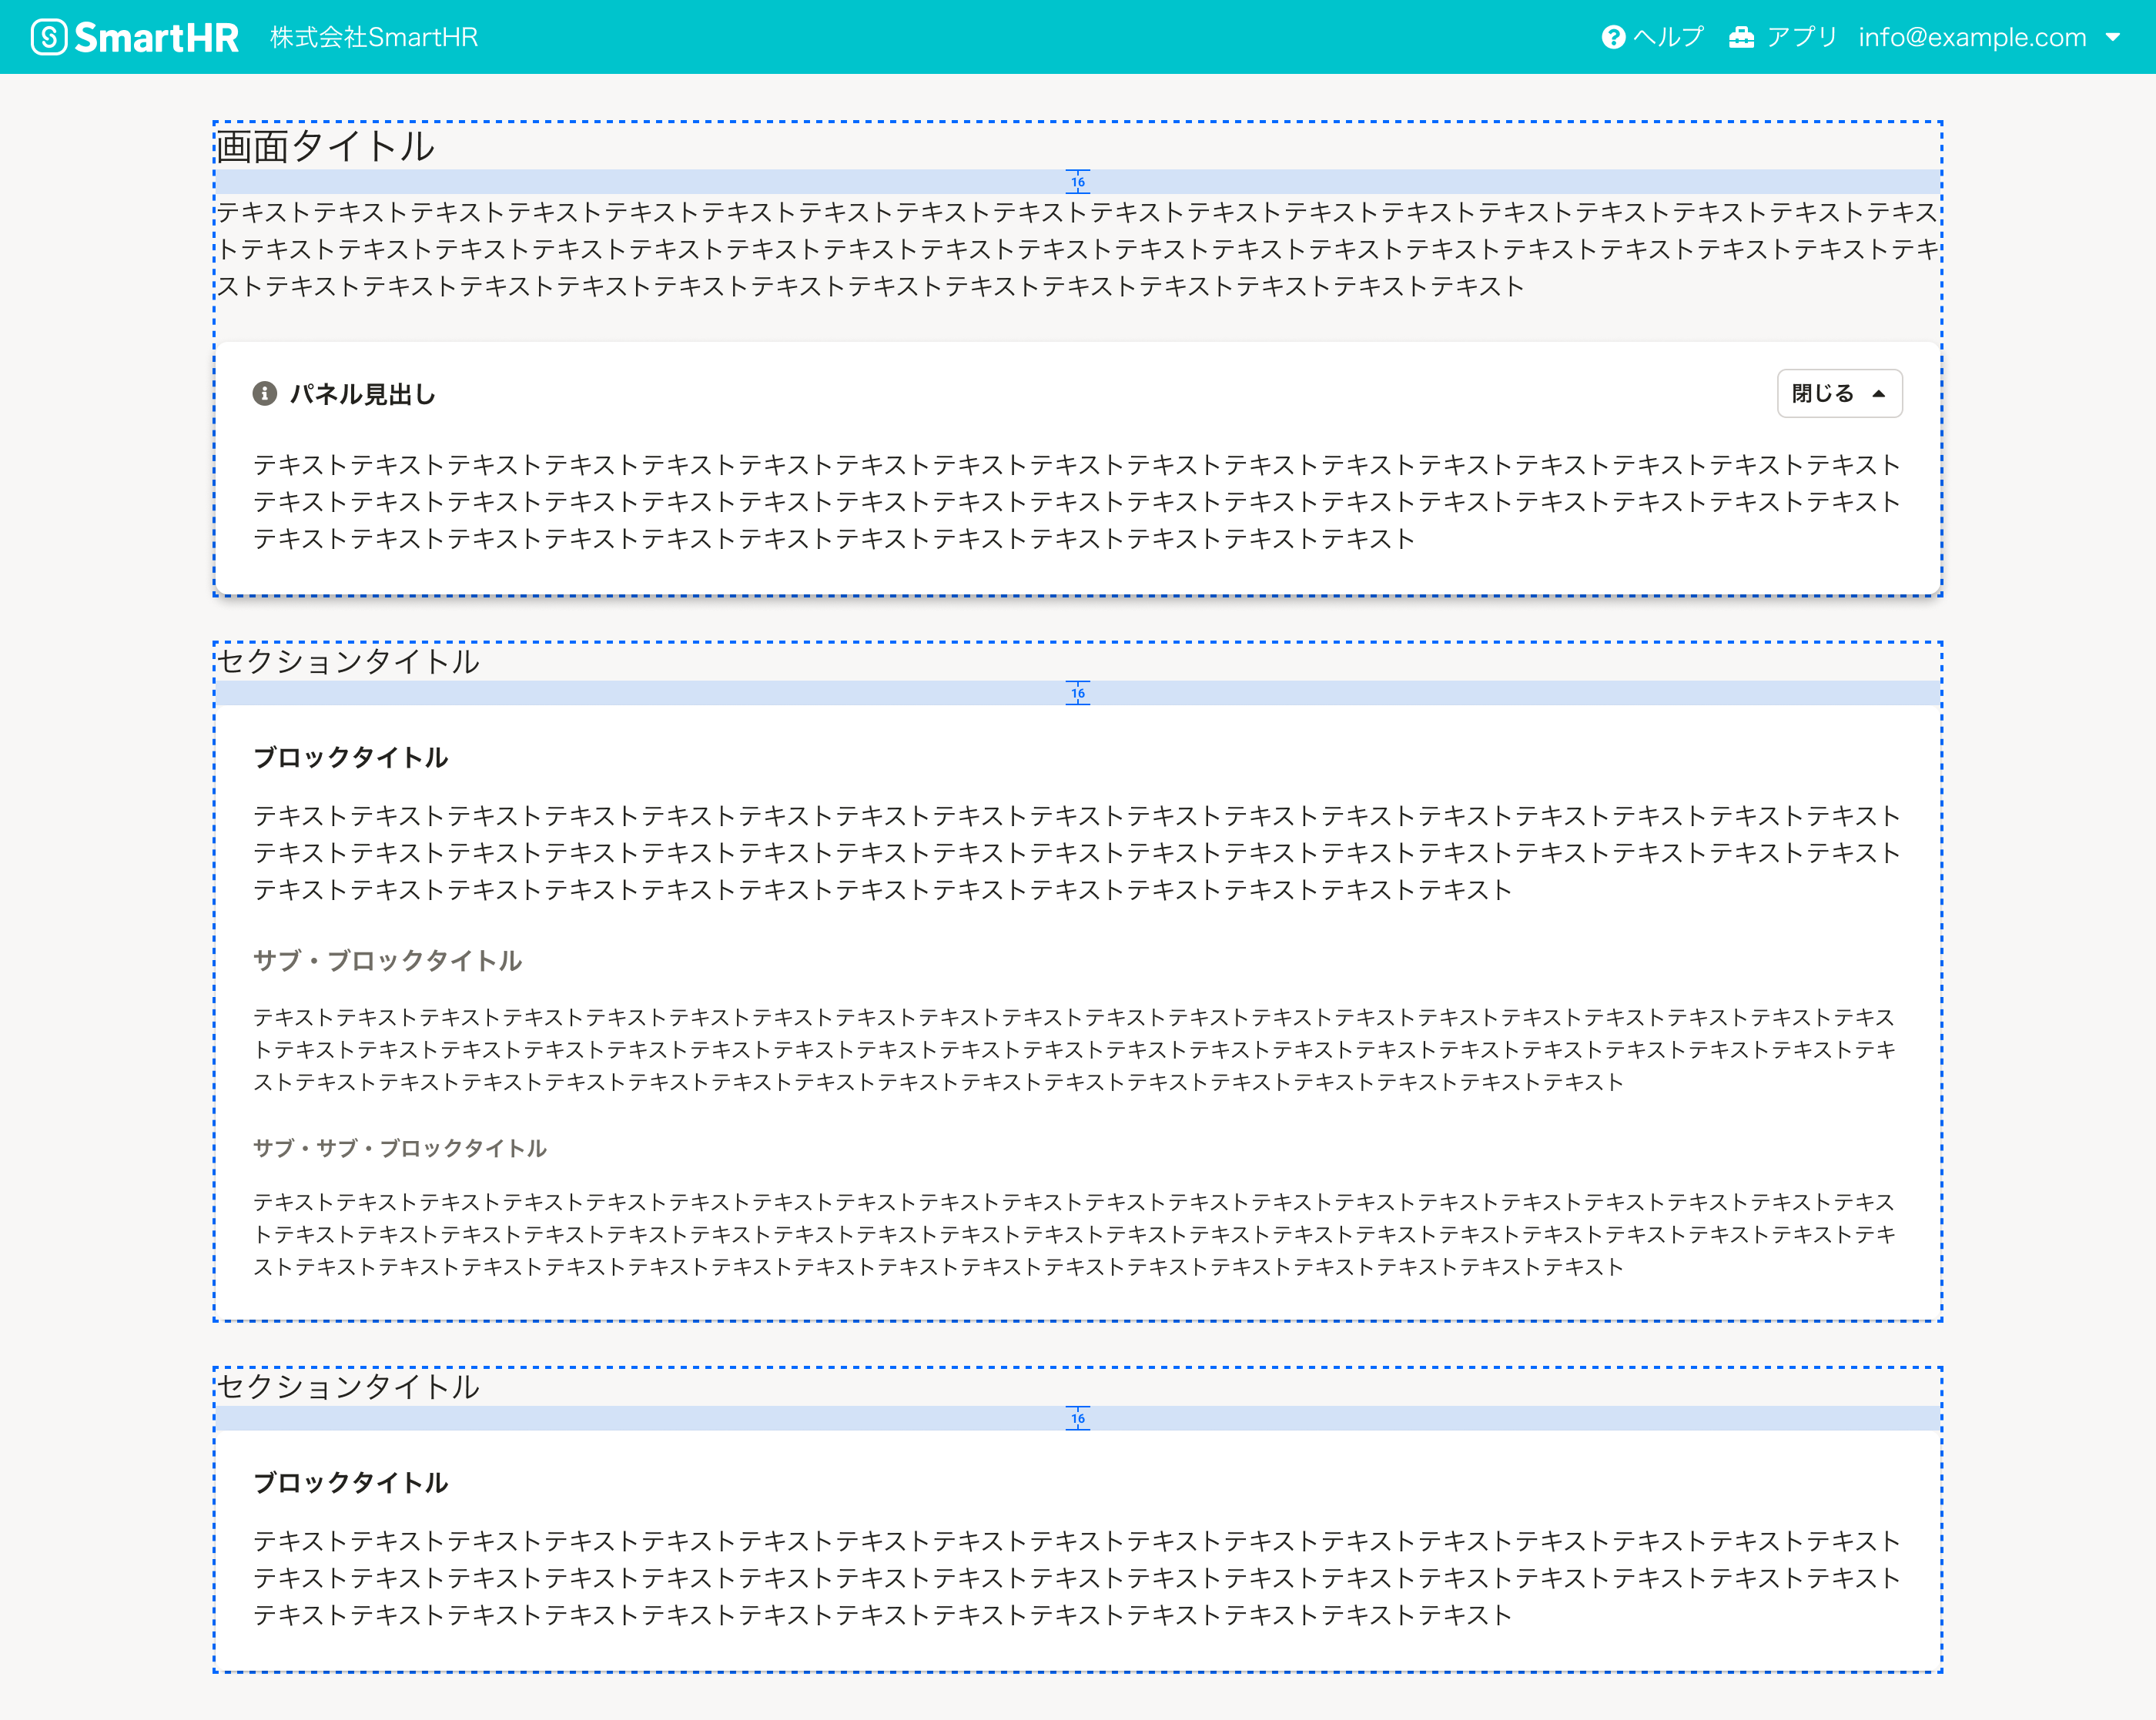 SmartHR 株式会社SmartHR ヘルプ アプリ info@example.com
画面タイトル
16
テキストテキストテキストテキストテキストテキストテキストテキストテキストテキストテキストテキストテキストテキストテキストテキストテキストテキス
トテキストテキストテキストテキストテキストテキストテキストテキストテキストテキストテキストテキストテキストテキストテキストテキストテキストテキ
ストテキストテキストテキストテキストテキストテキストテキストテキストテキストテキストテキストテキストテキスト
パネル見出し 閉じる
テキストテキストテキストテキストテキストテキストテキストテキストテキストテキストテキストテキストテキストテキストテキストテキストテキスト
テキストテキストテキストテキストテキストテキストテキストテキストテキストテキストテキストテキストテキストテキストテキストテキストテキスト
テキストテキストテキストテキストテキストテキストテキストテキストテキストテキストテキストテキスト
セクションタイトル
16
ブロックタイトル
テキストテキストテキストテキストテキストテキストテキストテキストテキストテキストテキストテキストテキストテキストテキストテキストテキスト
テキストテキストテキストテキストテキストテキストテキストテキストテキストテキストテキストテキストテキストテキストテキストテキストテキスト
テキストテキストテキストテキストテキストテキストテキストテキストテキストテキストテキストテキストテキスト
サブ・ブロックタイトル
テキストテキストテキストテキストテキストテキストテキストテキストテキストテキストテキストテキストテキストテキストテキストテキストテキストテキストテキストテキス
トテキストテキストテキストテキストテキストテキストテキストテキストテキストテキストテキストテキストテキストテキストテキストテキストテキストテキストテキストテキ
ストテキストテキストテキストテキストテキストテキストテキストテキストテキストテキストテキストテキストテキストテキストテキストテキスト
サブ・サブ・ブロックタイトル
テキストテキストテキストテキストテキストテキストテキストテキストテキストテキストテキストテキストテキストテキストテキストテキストテキストテキストテキストテキス
トテキストテキストテキストテキストテキストテキストテキストテキストテキストテキストテキストテキストテキストテキストテキストテキストテキストテキストテキストテキ
ストテキストテキストテキストテキストテキストテキストテキストテキストテキストテキストテキストテキストテキストテキストテキストテキスト
セクションタイトル
16
ブロックタイトル
テキストテキストテキストテキストテキストテキストテキストテキストテキストテキストテキストテキストテキストテキストテキストテキストテキスト
テキストテキストテキストテキストテキストテキストテキストテキストテキストテキストテキストテキストテキストテキストテキストテキストテキスト
テキストテキストテキストテキストテキストテキストテキストテキストテキストテキストテキストテキストテキスト